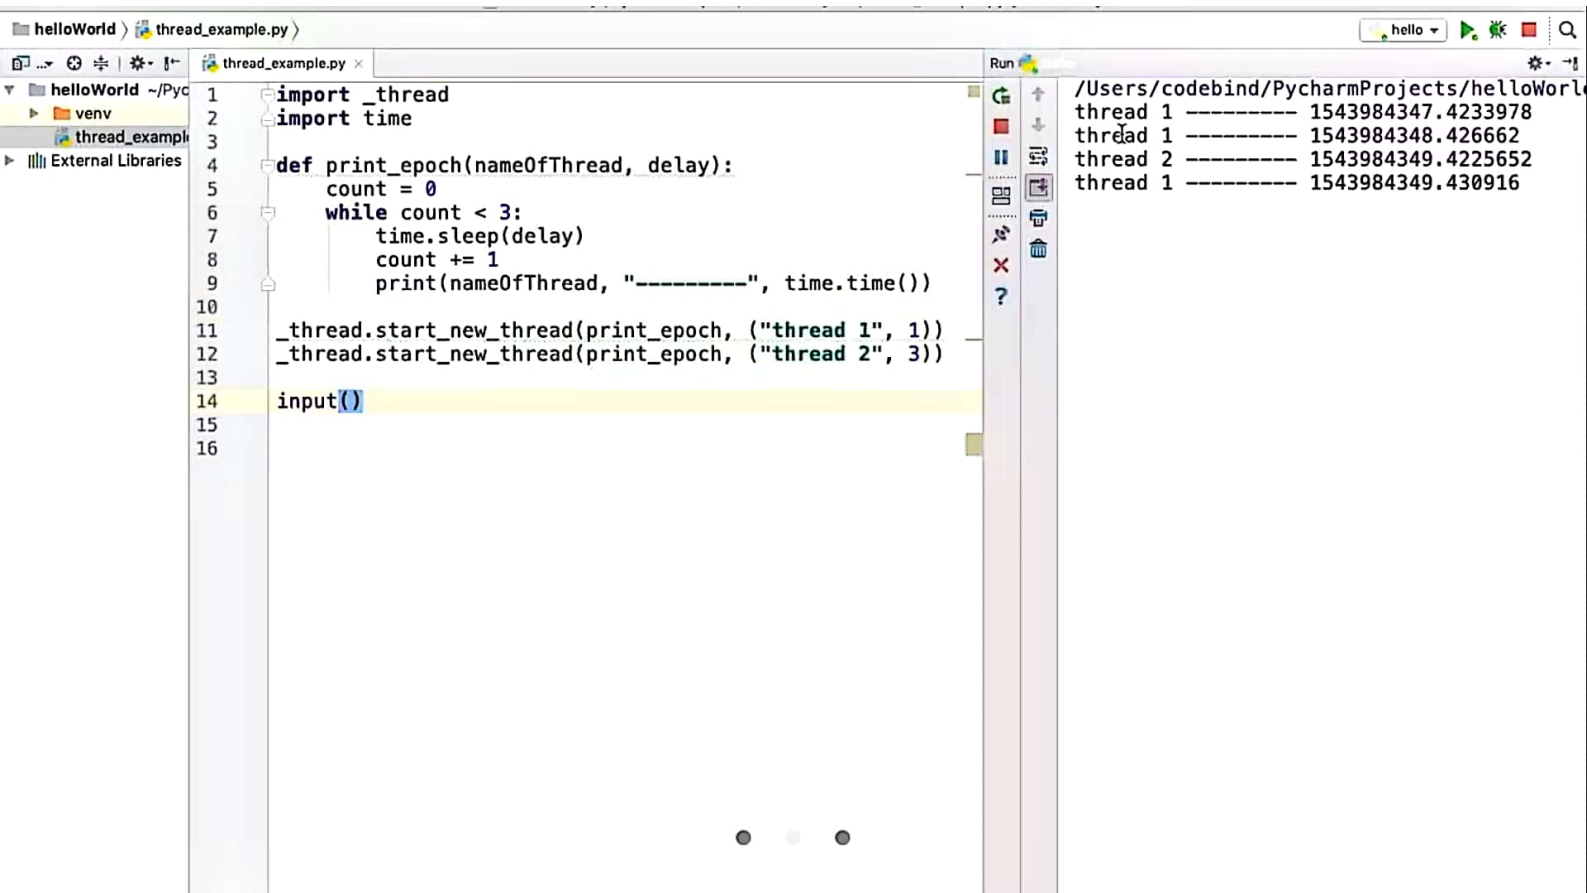 helloWorld thread_example.py
hello
... thread_example.py
Run
helloWorld ~/Pyc
venv
thread_exampl
External Libraries
1 import _thread
2 import time
3
4 def print_epoch(nameOfThread, delay):
5 count = 0
6 while count < 3:
7 time.sleep(delay)
8 count += 1
9 print(nameOfThread, "---------", time.time())
10
11 _thread.start_new_thread(print_epoch, ("thread 1", 1))
12 _thread.start_new_thread(print_epoch, ("thread 2", 3))
13
14 input()
15
16
/Users/codebind/PycharmProjects/helloWorl
thread 1 --------- 1543984347.4233978
thread 1 --------- 1543984348.426662
thread 2 --------- 1543984349.4225652
thread 1 --------- 1543984349.430916